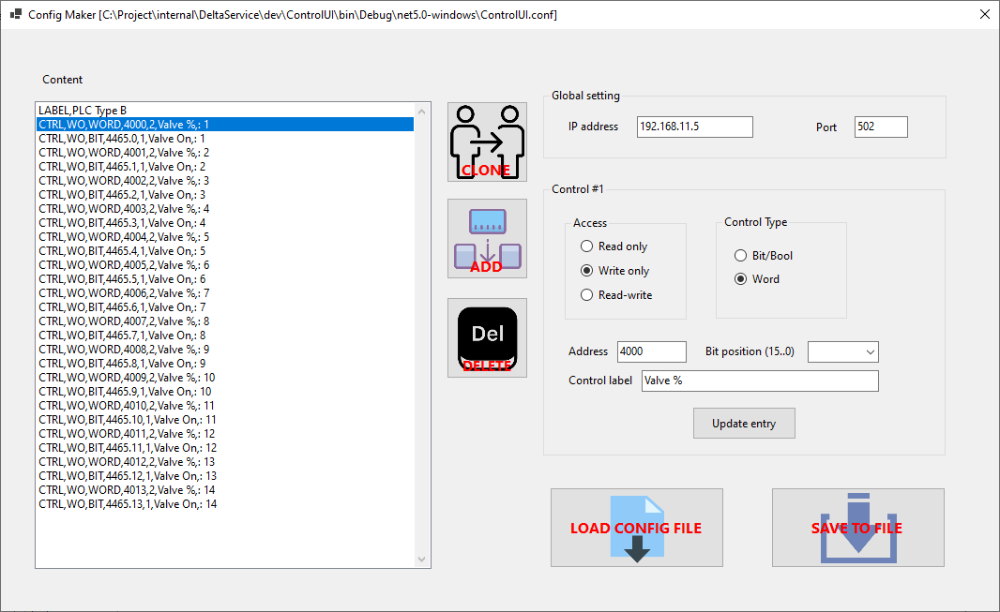 Config Maker [C:\Project\internal\DeltaService\dev\ControlUI\bin\Debug\net5.0-windows\ControlUI.conf]
Content
LABEL,PLC Type B
CTRL,WO,WORD,4000,2,Valve %,: 1
CTRL,WO,BIT,4465.0,1,Valve On,: 1
CTRL,WO,WORD,4001,2,Valve %,: 2
CTRL,WO,BIT,4465.1,1,Valve On,: 2
CTRL,WO,WORD,4002,2,Valve %,: 3
CTRL,WO,BIT,4465.2,1,Valve On,: 3
CTRL,WO,WORD,4003,2,Valve %,: 4
CTRL,WO,BIT,4465.3,1,Valve On,: 4
CTRL,WO,WORD,4004,2,Valve %,: 5
CTRL,WO,BIT,4465.4,1,Valve On,: 5
CTRL,WO,WORD,4005,2,Valve %,: 6
CTRL,WO,BIT,4465.5,1,Valve On,: 6
CTRL,WO,WORD,4006,2,Valve %,: 7
CTRL,WO,BIT,4465.6,1,Valve On,: 7
CTRL,WO,WORD,4007,2,Valve %,: 8
CTRL,WO,BIT,4465.7,1,Valve On,: 8
CTRL,WO,WORD,4008,2,Valve %,: 9
CTRL,WO,BIT,4465.8,1,Valve On,: 9
CTRL,WO,WORD,4009,2,Valve %,: 10
CTRL,WO,BIT,4465.9,1,Valve On,: 10
CTRL,WO,WORD,4010,2,Valve %,: 11
CTRL,WO,BIT,4465.10,1,Valve On,: 11
CTRL,WO,WORD,4011,2,Valve %,: 12
CTRL,WO,BIT,4465.11,1,Valve On,: 12
CTRL,WO,WORD,4012,2,Valve %,: 13
CTRL,WO,BIT,4465.12,1,Valve On,: 13
CTRL,WO,WORD,4013,2,Valve %,: 14
CTRL,WO,BIT,4465.13,1,Valve On,: 14
CLONE
ADD
Del
DELETE
Global setting
IP address 192.168.11.5 Port 502
Control #1
Access
Read only
Write only
Read-write
Control Type
Bit/Bool
Word
Address 4000 Bit position (15..0)
Control label Valve %
Update entry
LOAD CONFIG FILE
SAVE TO FILE